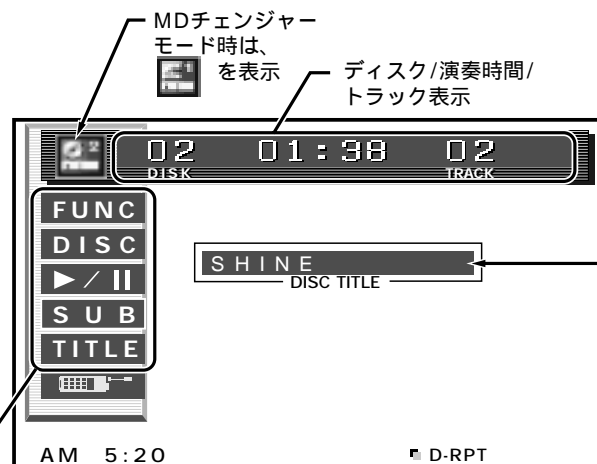 MDチェンジャー
モード時は、
を表示
ディスク/演奏時間/
トラック表示
02 01:38 02
DISK TRACK
FUNC
DISC
▶/II
SUB
TITLE
SHINE
DISC TITLE
AM 5:20
D-RPT